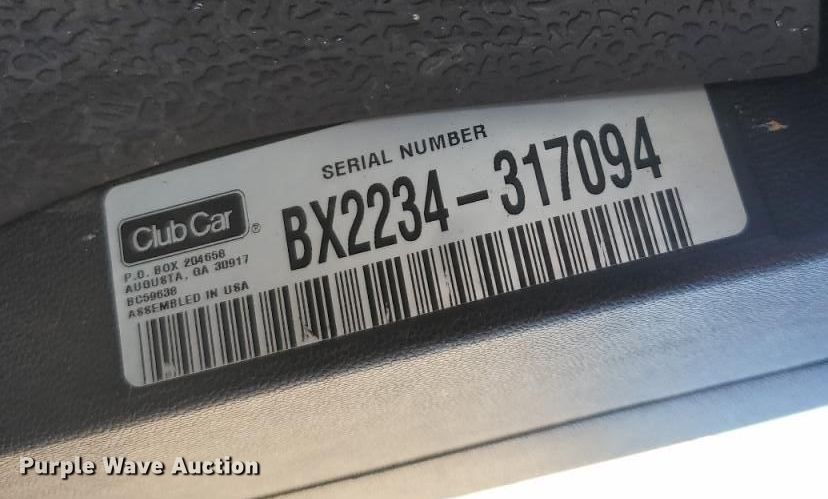 SERIAL NUMBER
BX2234-317094
Club Car ®
P.O. BOX 204658
AUGUSTA, GA 30917
BC59638
ASSEMBLED IN USA
Purple Wave Auction